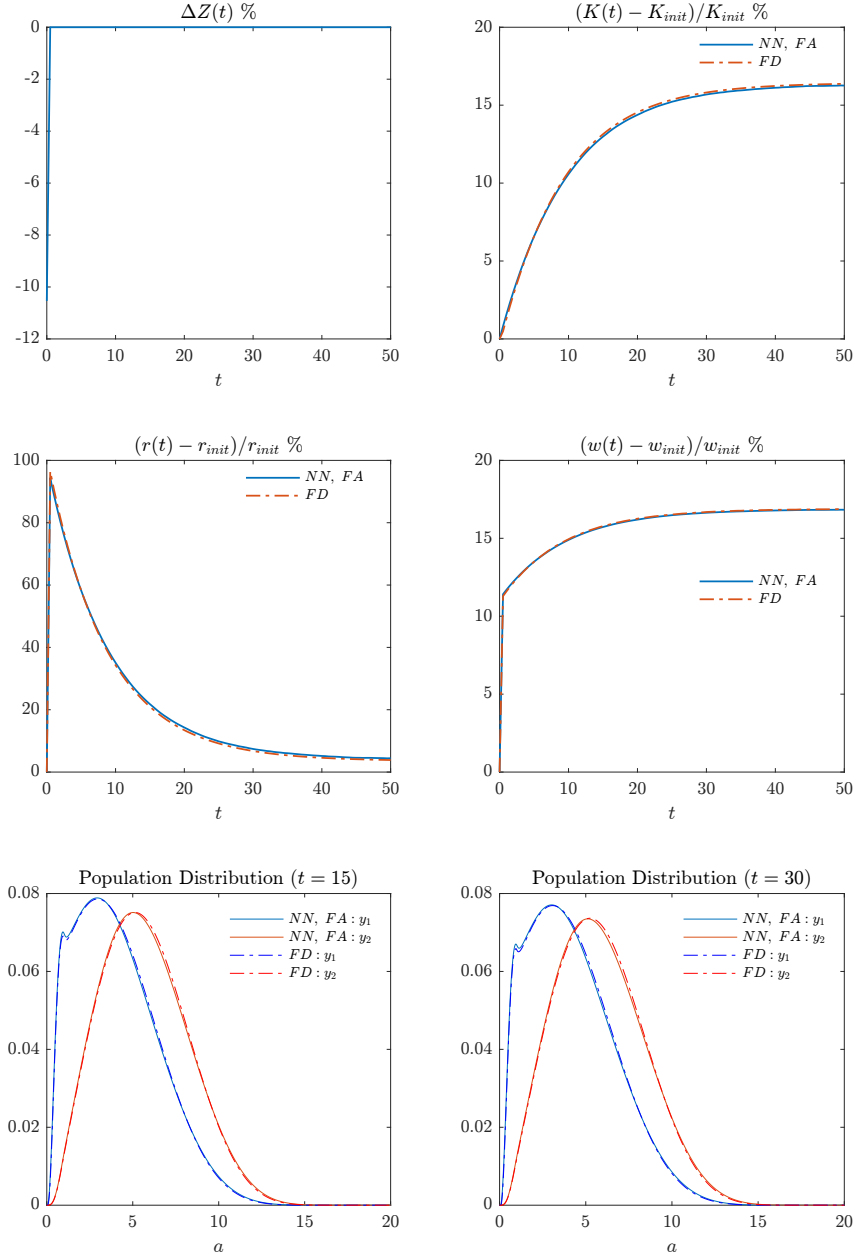 ΔZ(t) %
0
-2
-4
-6
-8
-10
-12
0 10 20 30 40 50
t
(K(t) − K_init)/K_init %
NN, FA
FD
20
15
10
5
0
0 10 20 30 40 50
t
(r(t) − r_init)/r_init %
NN, FA
FD
100
80
60
40
20
0
0 10 20 30 40 50
t
(w(t) − w_init)/w_init %
20
15
NN, FA
FD
10
5
0
0 10 20 30 40 50
t
Population Distribution (t = 15)
NN, FA : y₁
NN, FA : y₂
FD : y₁
FD : y₂
0.08
0.06
0.04
0.02
0
0 5 10 15 20
a
Population Distribution (t = 30)
NN, FA : y₁
NN, FA : y₂
FD : y₁
FD : y₂
0.08
0.06
0.04
0.02
0
0 5 10 15 20
a